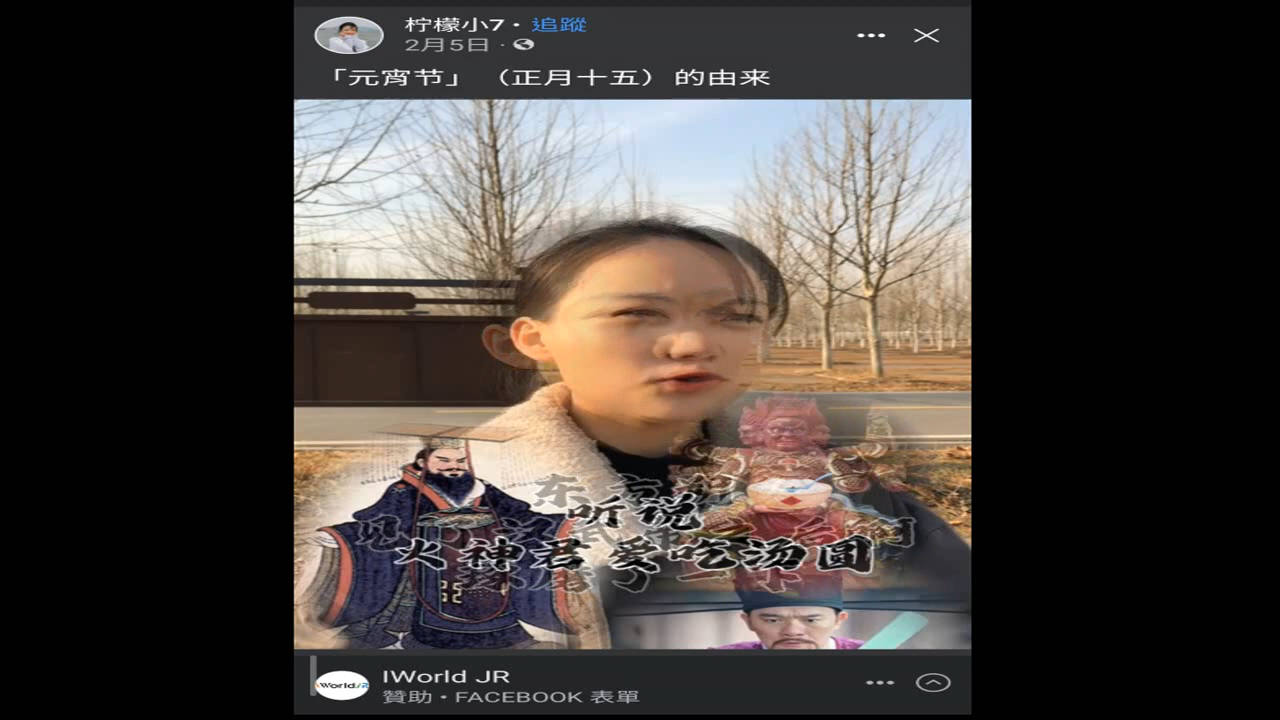 柠檬小7 · 追蹤
2月5日 ·
「元宵节」（正月十五）的由来
听说
火神君爱吃汤圆
IWorld JR
iWorldJR
贊助 · FACEBOOK 表單